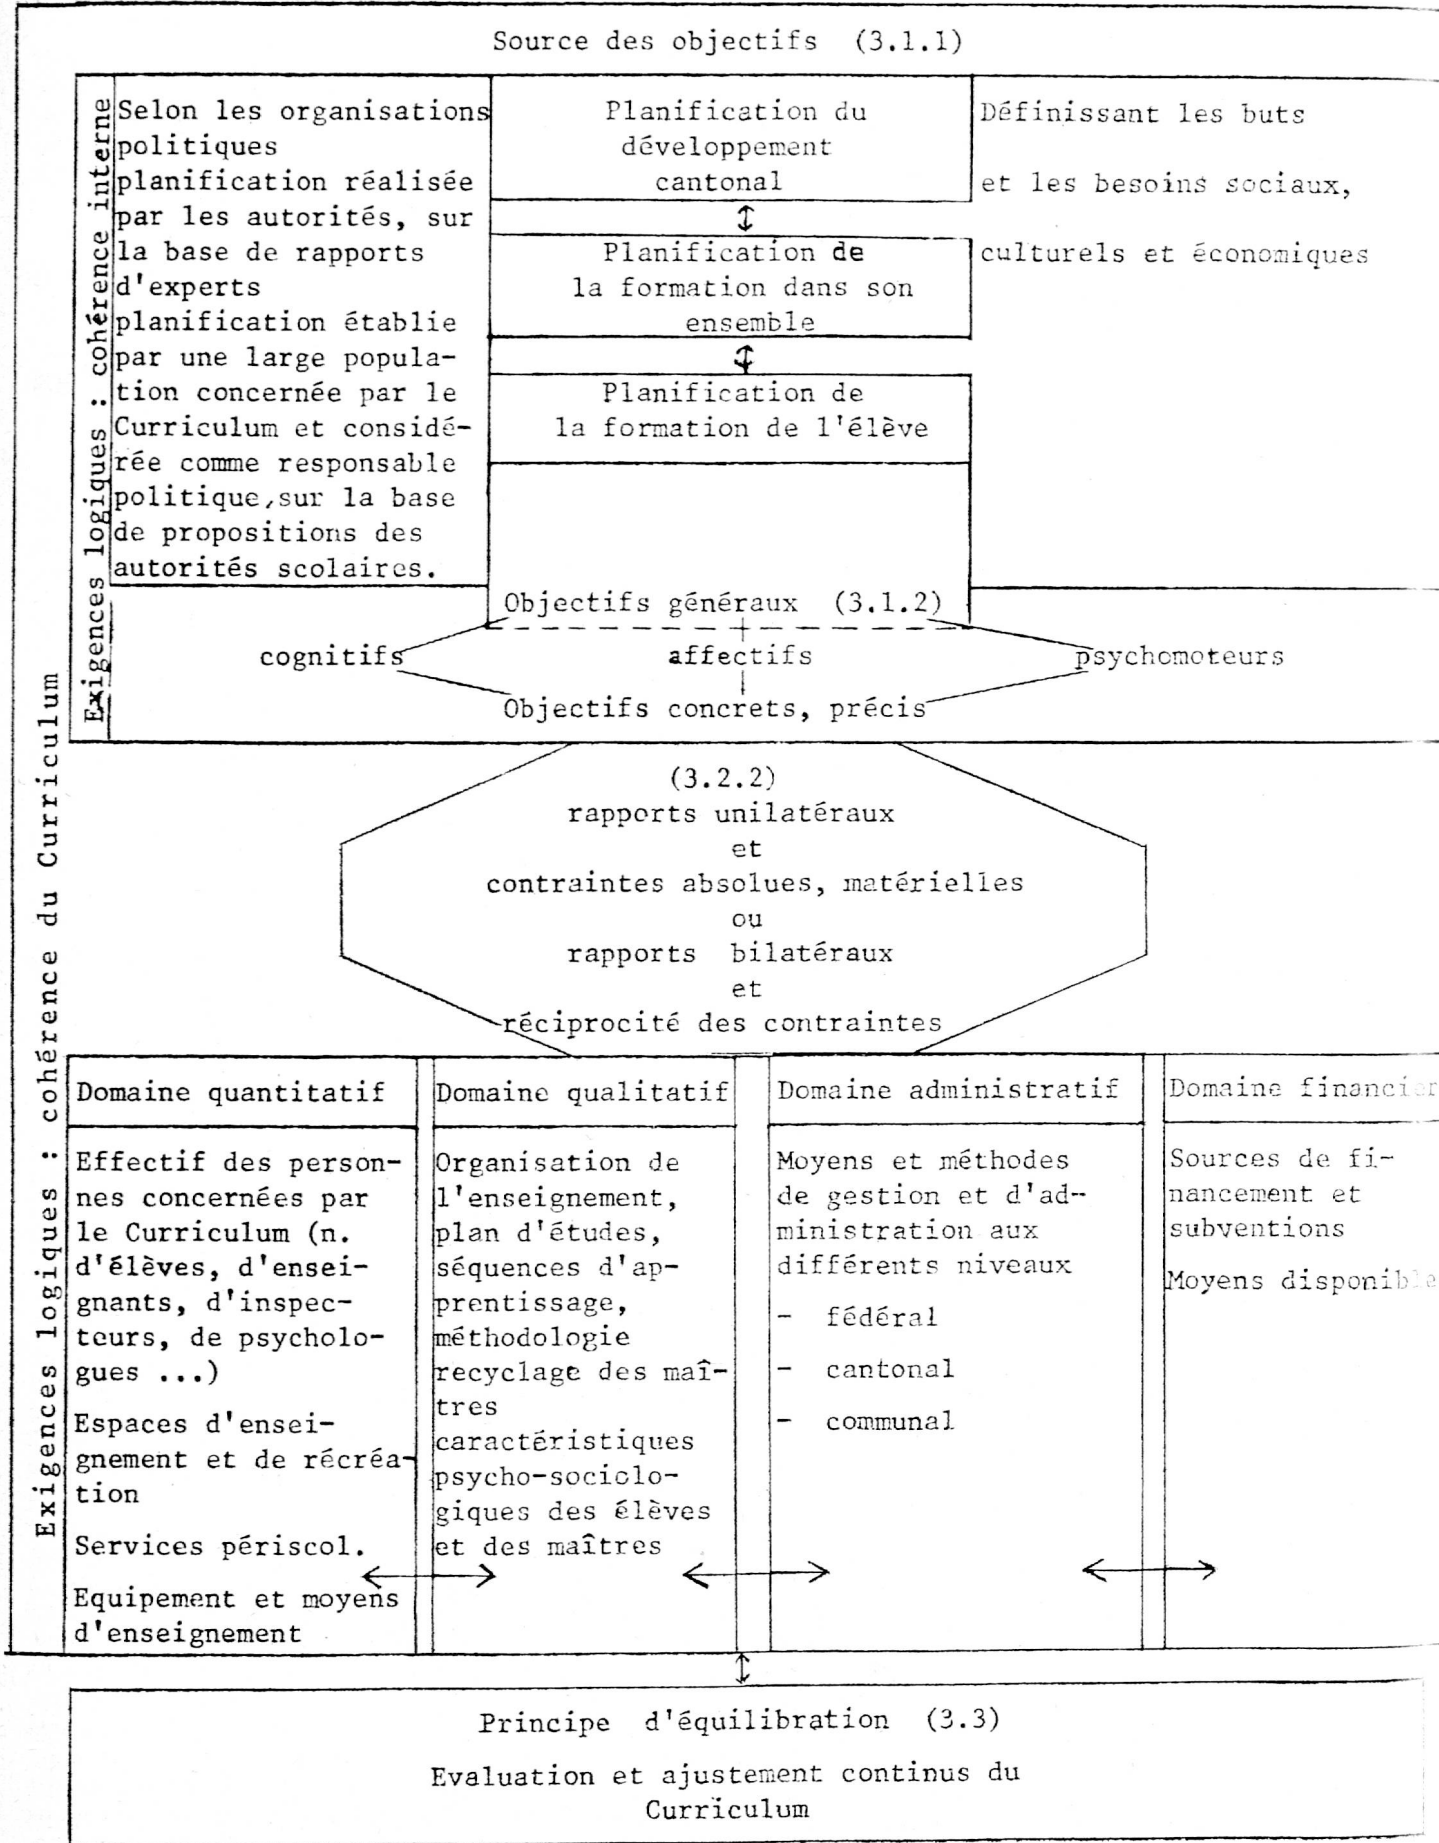 Source des objectifs (3.1.1)
Exigences logiques : cohérence interne
Selon les organisations
politiques
planification réalisée
par les autorités, sur
la base de rapports
d'experts
planification établie
par une large popula-
tion concernée par le
Curriculum et considé-
rée comme responsable
politique, sur la base
de propositions des
autorités scolaires.
Planification du
développement
cantonal
Planification de
la formation dans son
ensemble
Planification de
la formation de l'élève
Définissant les buts
et les besoins sociaux,
culturels et économiques
Objectifs généraux (3.1.2)
cognitifs affectifs psychomoteurs
Objectifs concrets, précis
Exigences logiques : cohérence du Curriculum
(3.2.2)
rapports unilatéraux
et
contraintes absolues, matérielles
ou
rapports bilatéraux
et
réciprocité des contraintes
Domaine quantitatif
Effectif des person-
nes concernées par
le Curriculum (n.
d'élèves, d'ensei-
gnants, d'inspec-
teurs, de psycholo-
gues ...)
Espaces d'ensei-
gnement et de récréa-
tion
Services périscol.
Equipement et moyens
d'enseignement
Domaine qualitatif
Organisation de
l'enseignement,
plan d'études,
séquences d'ap-
prentissage,
méthodologie
recyclage des maî-
tres
caractéristiques
psycho-sociolo-
giques des élèves
et des maîtres
Domaine administratif
Moyens et méthodes
de gestion et d'ad-
ministration aux
différents niveaux
- fédéral
- cantonal
- communal
Domaine financier
Sources de fi-
nancement et
subventions
Moyens disponible
Principe d'équilibration (3.3)
Evaluation et ajustement continus du
Curriculum